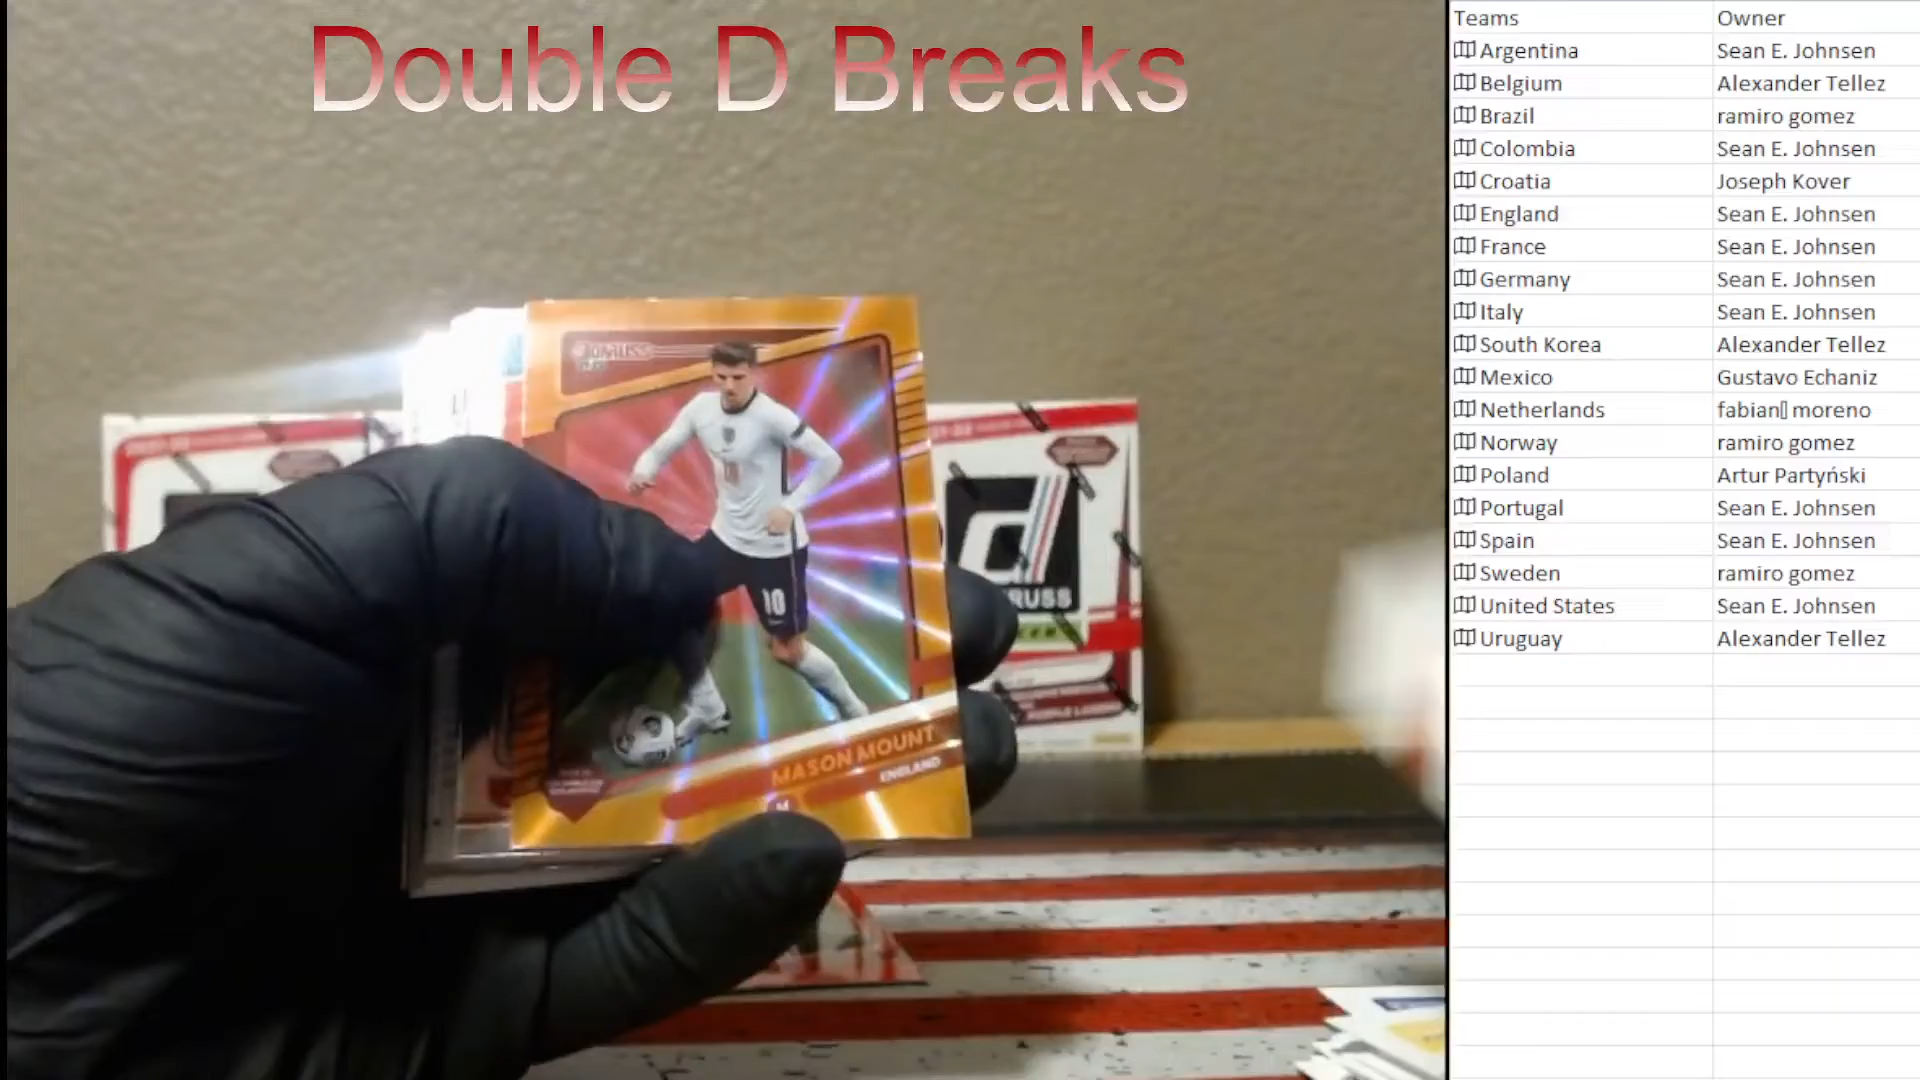 Double D Breaks
Teams Owner
Argentina Sean E. Johnsen
Belgium Alexander Tellez
Brazil ramiro gomez
Colombia Sean E. Johnsen
Croatia Joseph Kover
England Sean E. Johnsen
France Sean E. Johnsen
Germany Sean E. Johnsen
Italy Sean E. Johnsen
South Korea Alexander Tellez
Mexico Gustavo Echaniz
Netherlands fabian▯ moreno
Norway ramiro gomez
Poland Artur Partyński
Portugal Sean E. Johnsen
Spain Sean E. Johnsen
Sweden ramiro gomez
United States Sean E. Johnsen
Uruguay Alexander Tellez
DONRUSS
10
MASON MOUNT
ENGLAND
M
d
RUSS